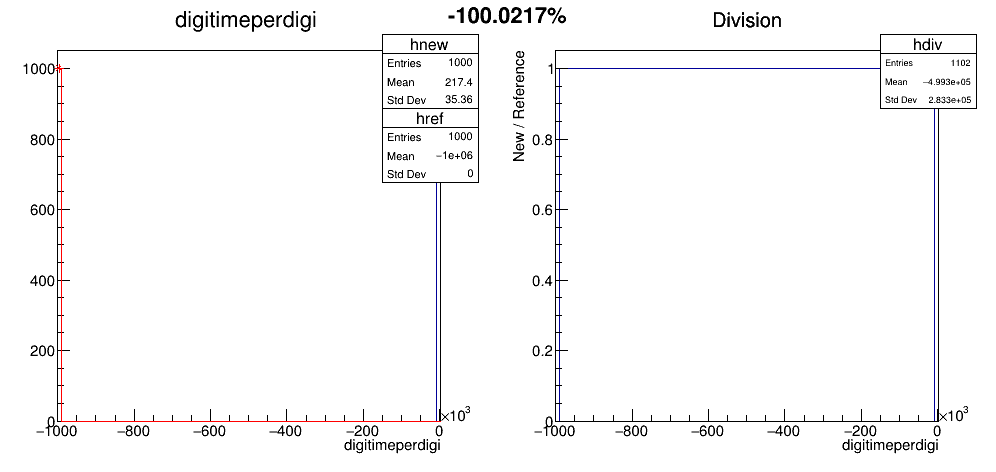 -100.0217%
digitimeperdigi
hnew
Entries 1000
Mean 217.4
Std Dev 35.36
href
Entries 1000
Mean −1e+06
Std Dev 0
1000
800
600
400
200
0
−1000 −800 −600 −400 −200 0
×10³
digitimeperdigi
Division
hdiv
Entries 1102
Mean −4.993e+05
Std Dev 2.833e+05
New / Reference
1
0.8
0.6
0.4
0.2
0
−1000 −800 −600 −400 −200 0
×10³
digitimeperdigi